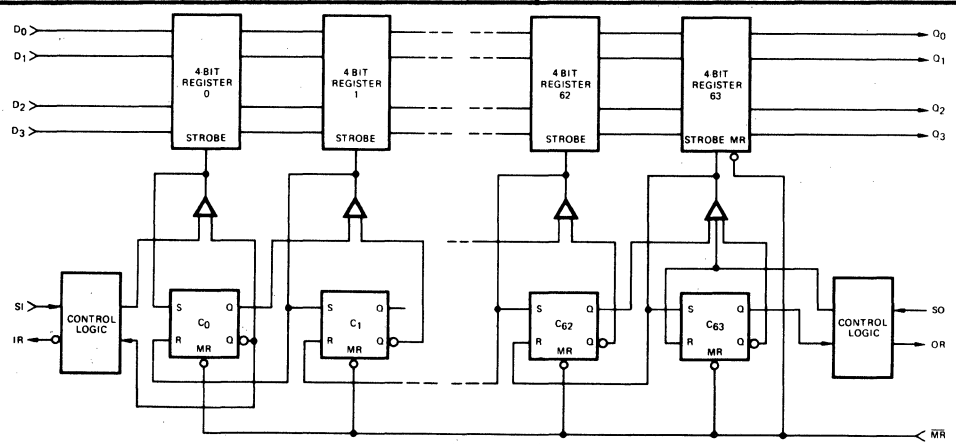 D0
D1
D2
D3
4 BIT
REGISTER
0
STROBE
4 BIT
REGISTER
1
STROBE
4 BIT
REGISTER
62
STROBE
4 BIT
REGISTER
63
STROBE MR
Q0
Q1
Q2
Q3
SI
IR
CONTROL
LOGIC
S Q
C0
R Q
MR
S Q
C1
R Q
MR
S Q
C62
R Q
MR
S Q
C63
R Q
MR
CONTROL
LOGIC
SO
OR
MR